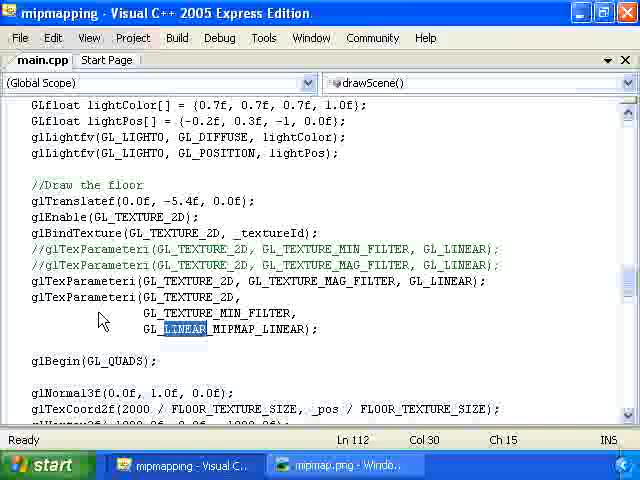 mipmapping - Visual C++ 2005 Express Edition
File Edit View Project Build Debug Tools Window Community Help
main.cpp Start Page
(Global Scope) drawScene()
GLfloat lightColor[] = {0.7f, 0.7f, 0.7f, 1.0f};
GLfloat lightPos[] = {-0.2f, 0.3f, -1, 0.0f};
glLightfv(GL_LIGHT0, GL_DIFFUSE, lightColor);
glLightfv(GL_LIGHT0, GL_POSITION, lightPos);
//Draw the floor
glTranslatef(0.0f, -5.4f, 0.0f);
glEnable(GL_TEXTURE_2D);
glBindTexture(GL_TEXTURE_2D, _textureId);
//glTexParameteri(GL_TEXTURE_2D, GL_TEXTURE_MIN_FILTER, GL_LINEAR);
//glTexParameteri(GL_TEXTURE_2D, GL_TEXTURE_MAG_FILTER, GL_LINEAR);
glTexParameteri(GL_TEXTURE_2D, GL_TEXTURE_MAG_FILTER, GL_LINEAR);
glTexParameteri(GL_TEXTURE_2D,
GL_TEXTURE_MIN_FILTER,
GL_LINEAR_MIPMAP_LINEAR);
glBegin(GL_QUADS);
glNormal3f(0.0f, 1.0f, 0.0f);
glTexCoord2f(2000 / FLOOR_TEXTURE_SIZE, _pos / FLOOR_TEXTURE_SIZE);
Ready Ln 112 Col 30 Ch 15 INS
start mipmapping - Visual C... mipmap.png - Windo...